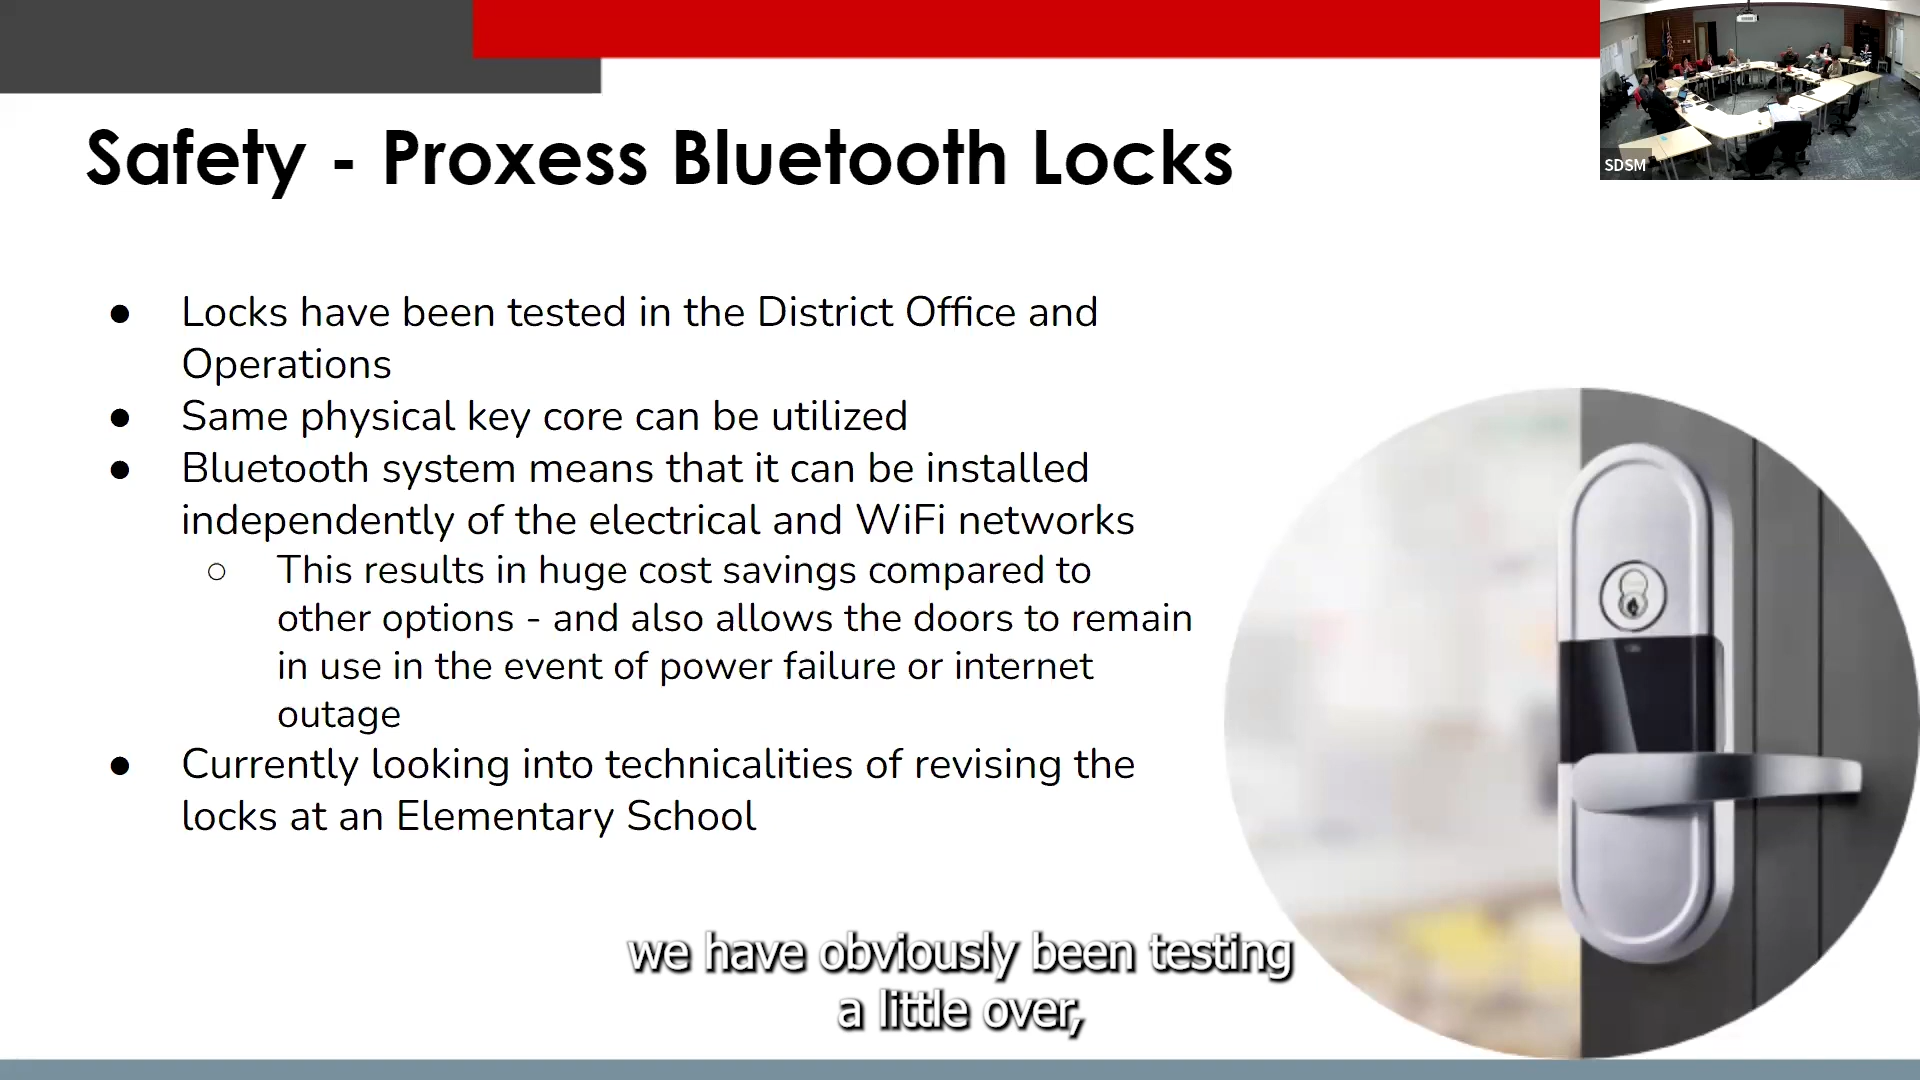 SDSM
Safety - Proxess Bluetooth Locks
● Locks have been tested in the District Office and
Operations
● Same physical key core can be utilized
● Bluetooth system means that it can be installed
independently of the electrical and WiFi networks
○ This results in huge cost savings compared to
other options - and also allows the doors to remain
in use in the event of power failure or internet
outage
● Currently looking into technicalities of revising the
locks at an Elementary School
we have obviously been testing
a little over,